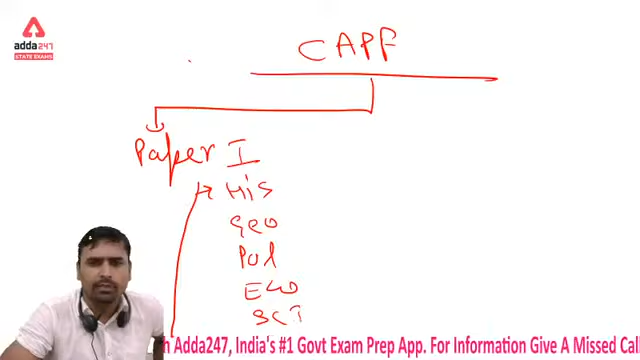 adda247
STATE EXAMS
CAPF
Paper I
His
Geo
Pol
Eco
SCI
h Adda247, India's #1 Govt Exam Prep App. For Information Give A Missed Cal